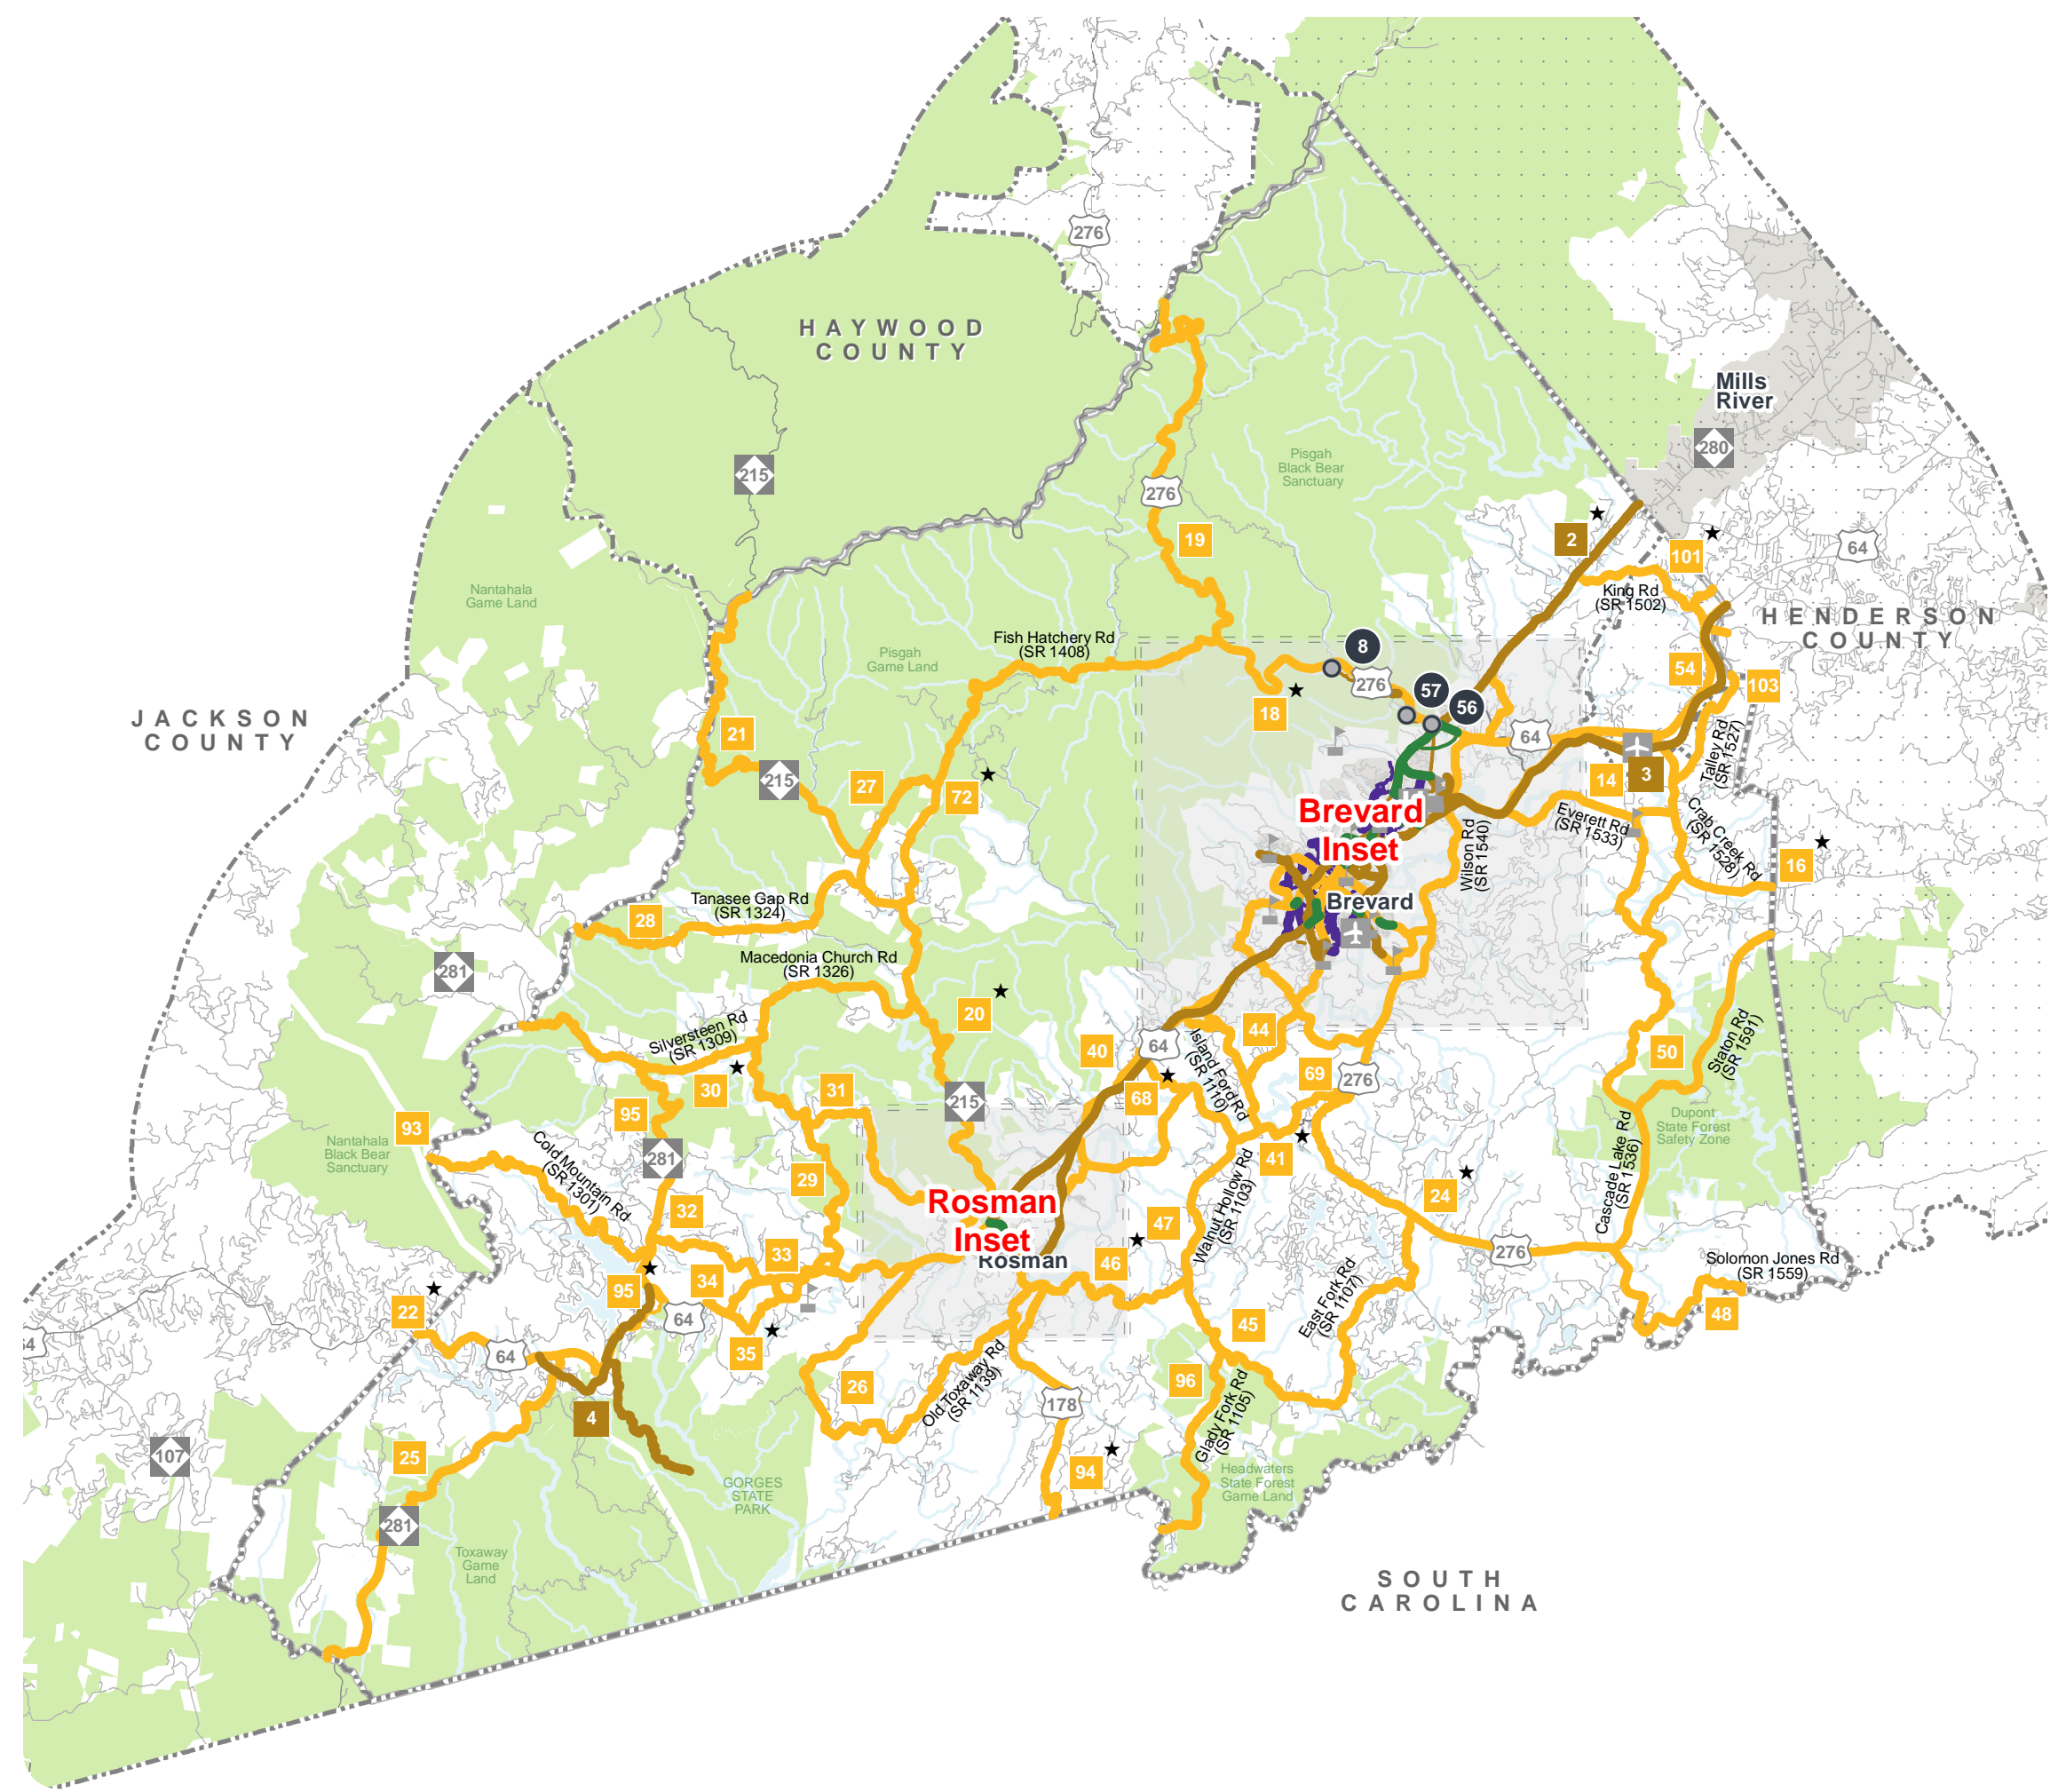 276
HAYWOOD
COUNTY
Mills
River
280
215
Pisgah
Black Bear
Sanctuary
276
19
2
64
101
Nantahala
Game Land
King Rd
(SR 1502)
HENDERSON
COUNTY
Fish Hatchery Rd
(SR 1408)
Pisgah
Game Land
8
276
57
56
54
103
18
JACKSON
COUNTY
21
64
Talley Rd
(SR 1527)
215
27
72
14
3
Brevard
Inset
Everett Rd
(SR 1533)
Wilson Rd
(SR 1540)
Crab Creek Rd
(SR 1528)
16
Tanasee Gap Rd
(SR 1324)
28
Brevard
Macedonia Church Rd
(SR 1326)
281
20
Silversteen Rd
(SR 1309)
44
40
64
Island Ford Rd
(SR 1110)
Staton Rd
(SR 1591)
50
30
31
69
276
68
215
95
93
Dupont
State Forest
Safety Zone
Nantahala
Black Bear
Sanctuary
Cold Mountain Rd
(SR 1301)
281
29
41
Cascade Lake Rd
(SR 1536)
Walnut Hollow Rd
(SR 1103)
24
Rosman
Inset
32
47
33
46
276
Rosman
Solomon Jones Rd
(SR 1559)
34
95
East Fork Rd
(SR 1107)
22
64
48
45
64
64
35
26
Old Toxaway Rd
(SR 1139)
96
178
Glady Fork Rd
(SR 1105)
4
107
25
94
Headwaters
State Forest
Game Land
GORGES
STATE
PARK
281
Toxaway
Game
Land
SOUTH
CAROLINA